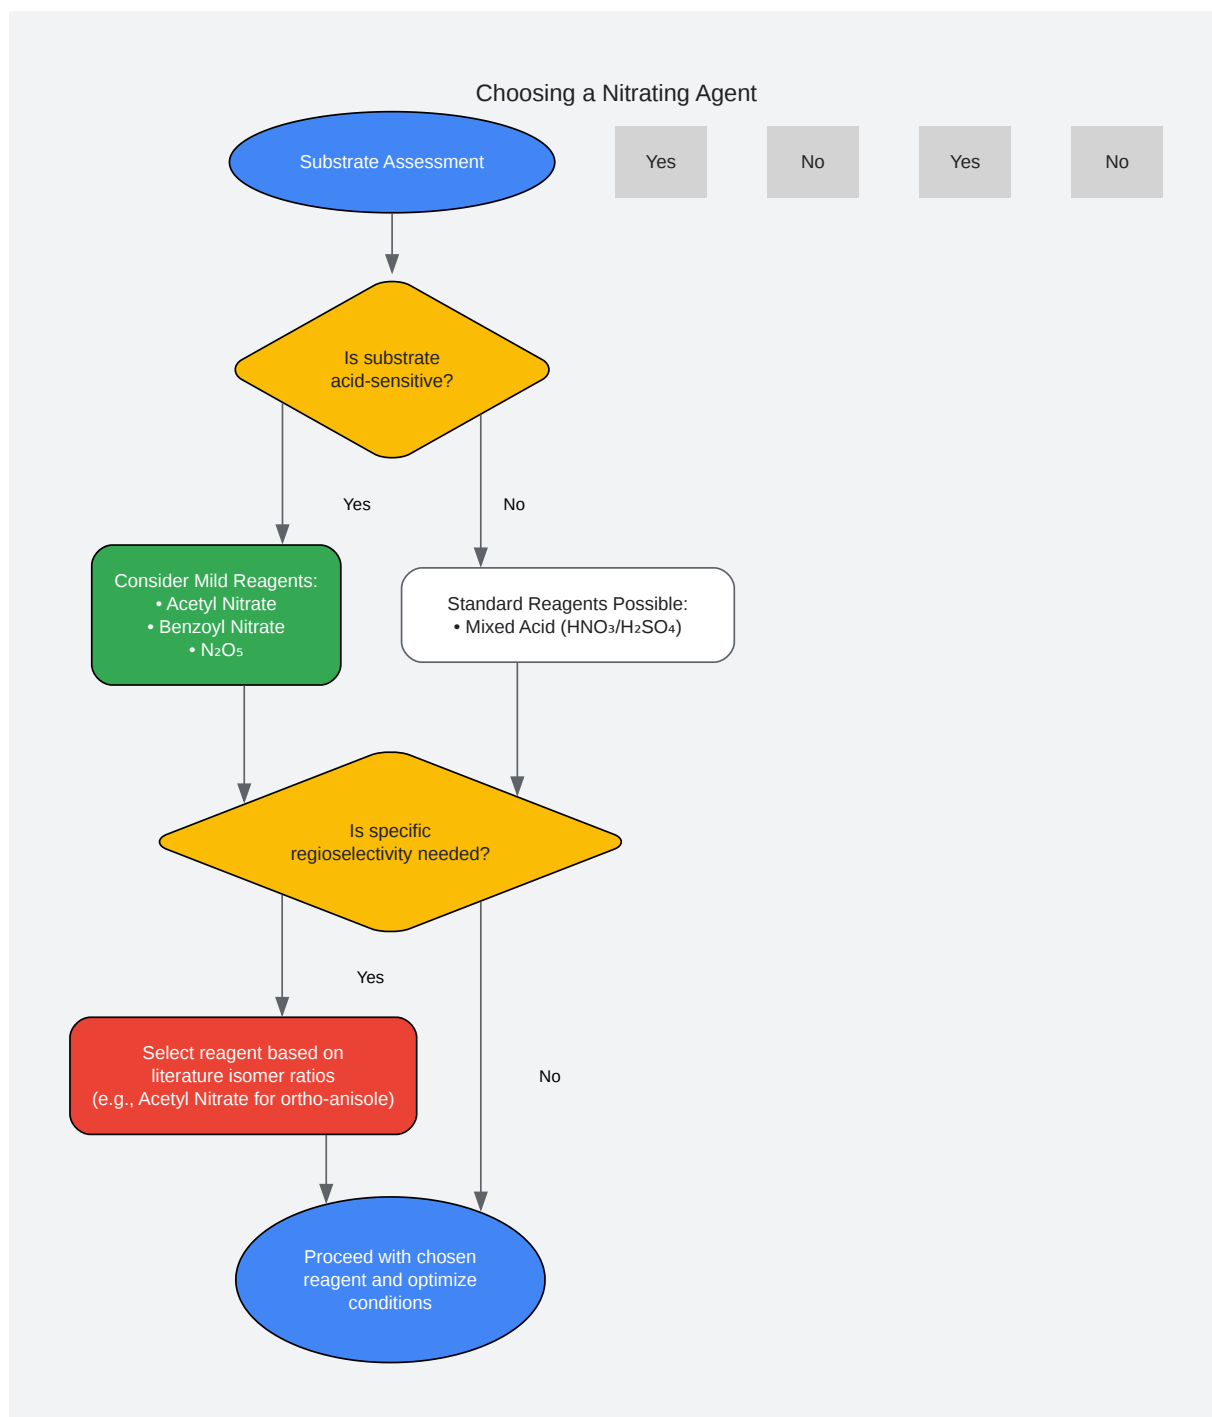 Choosing a Nitrating Agent
Substrate Assessment
Yes
No
Yes
No
Is substrate
acid-sensitive?
Yes
No
Consider Mild Reagents:
• Acetyl Nitrate
• Benzoyl Nitrate
• N₂O₅
Standard Reagents Possible:
• Mixed Acid (HNO₃/H₂SO₄)
Is specific
regioselectivity needed?
Yes
Select reagent based on
literature isomer ratios
(e.g., Acetyl Nitrate for ortho-anisole)
No
Proceed with chosen
reagent and optimize
conditions